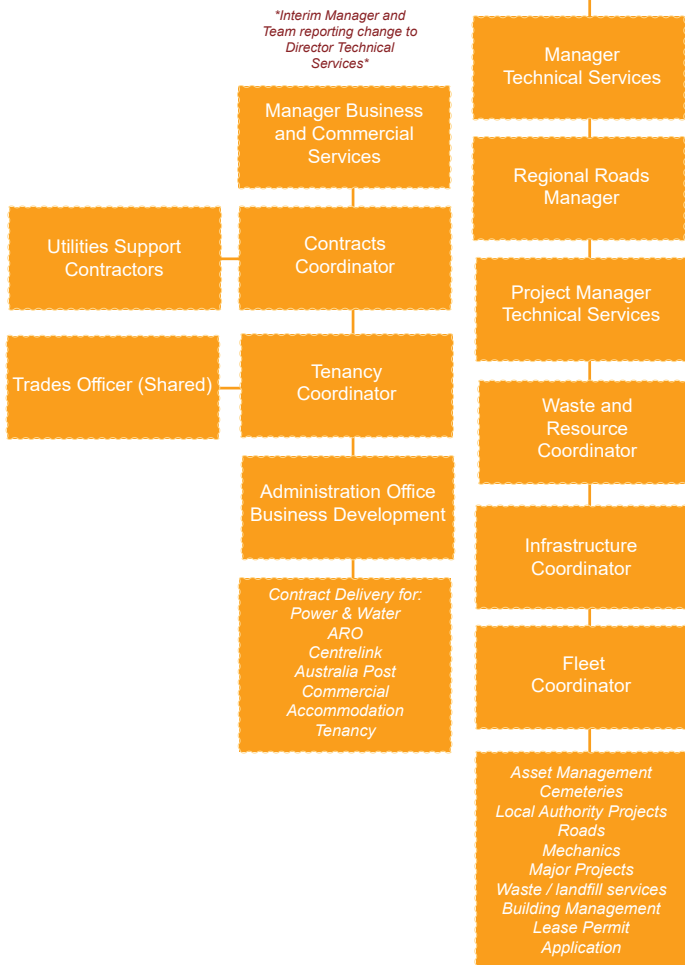 *Interim Manager and
Team reporting change to
Director Technical
Services*
Manager Business
and Commercial
Services
Utilities Support
Contractors
Contracts
Coordinator
Trades Officer (Shared)
Tenancy
Coordinator
Administration Office
Business Development
Contract Delivery for:
Power & Water
ARO
Centrelink
Australia Post
Commercial
Accommodation
Tenancy
Manager
Technical Services
Regional Roads
Manager
Project Manager
Technical Services
Waste and
Resource
Coordinator
Infrastructure
Coordinator
Fleet
Coordinator
Asset Management
Cemeteries
Local Authority Projects
Roads
Mechanics
Major Projects
Waste / landfill services
Building Management
Lease Permit
Application